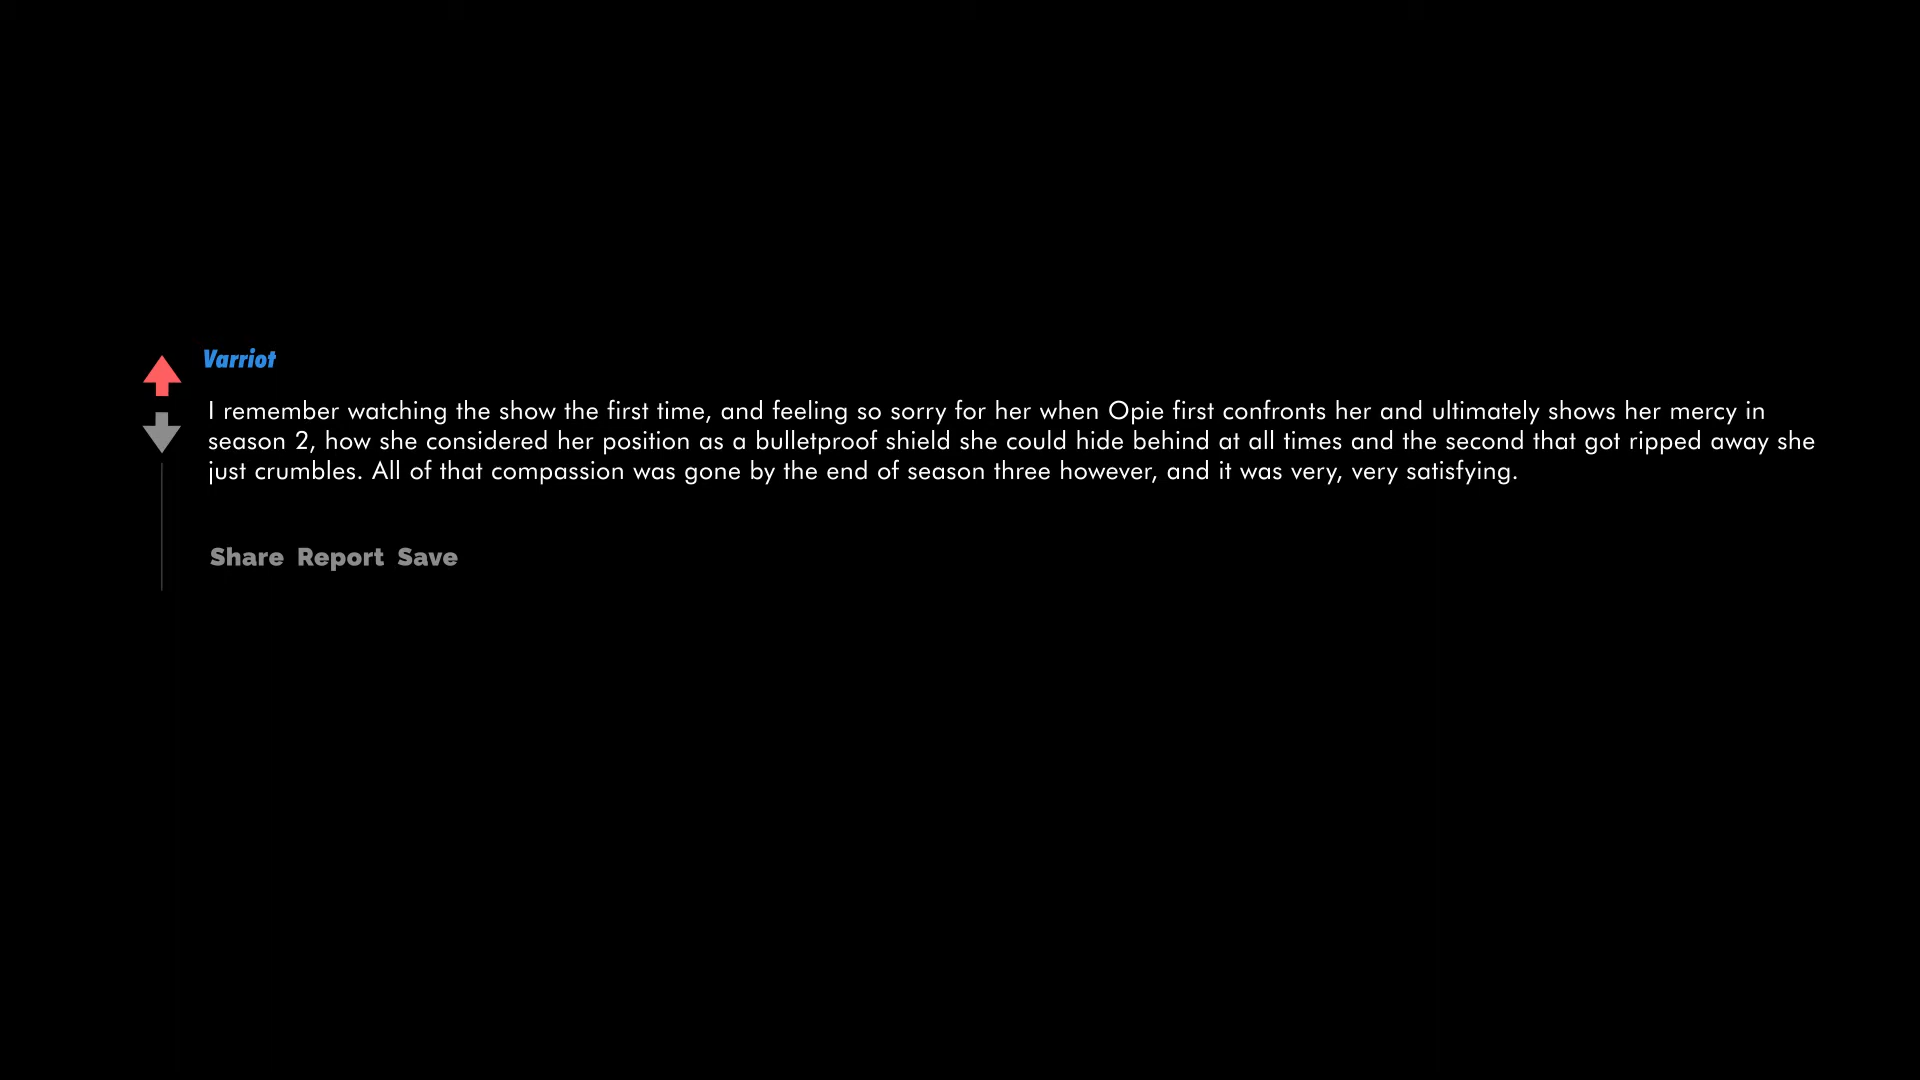 Varriot
I remember watching the show the first time, and feeling so sorry for her when Opie first confronts her and ultimately shows her mercy in
season 2, how she considered her position as a bulletproof shield she could hide behind at all times and the second that got ripped away she
just crumbles. All of that compassion was gone by the end of season three however, and it was very, very satisfying.
Share Report Save